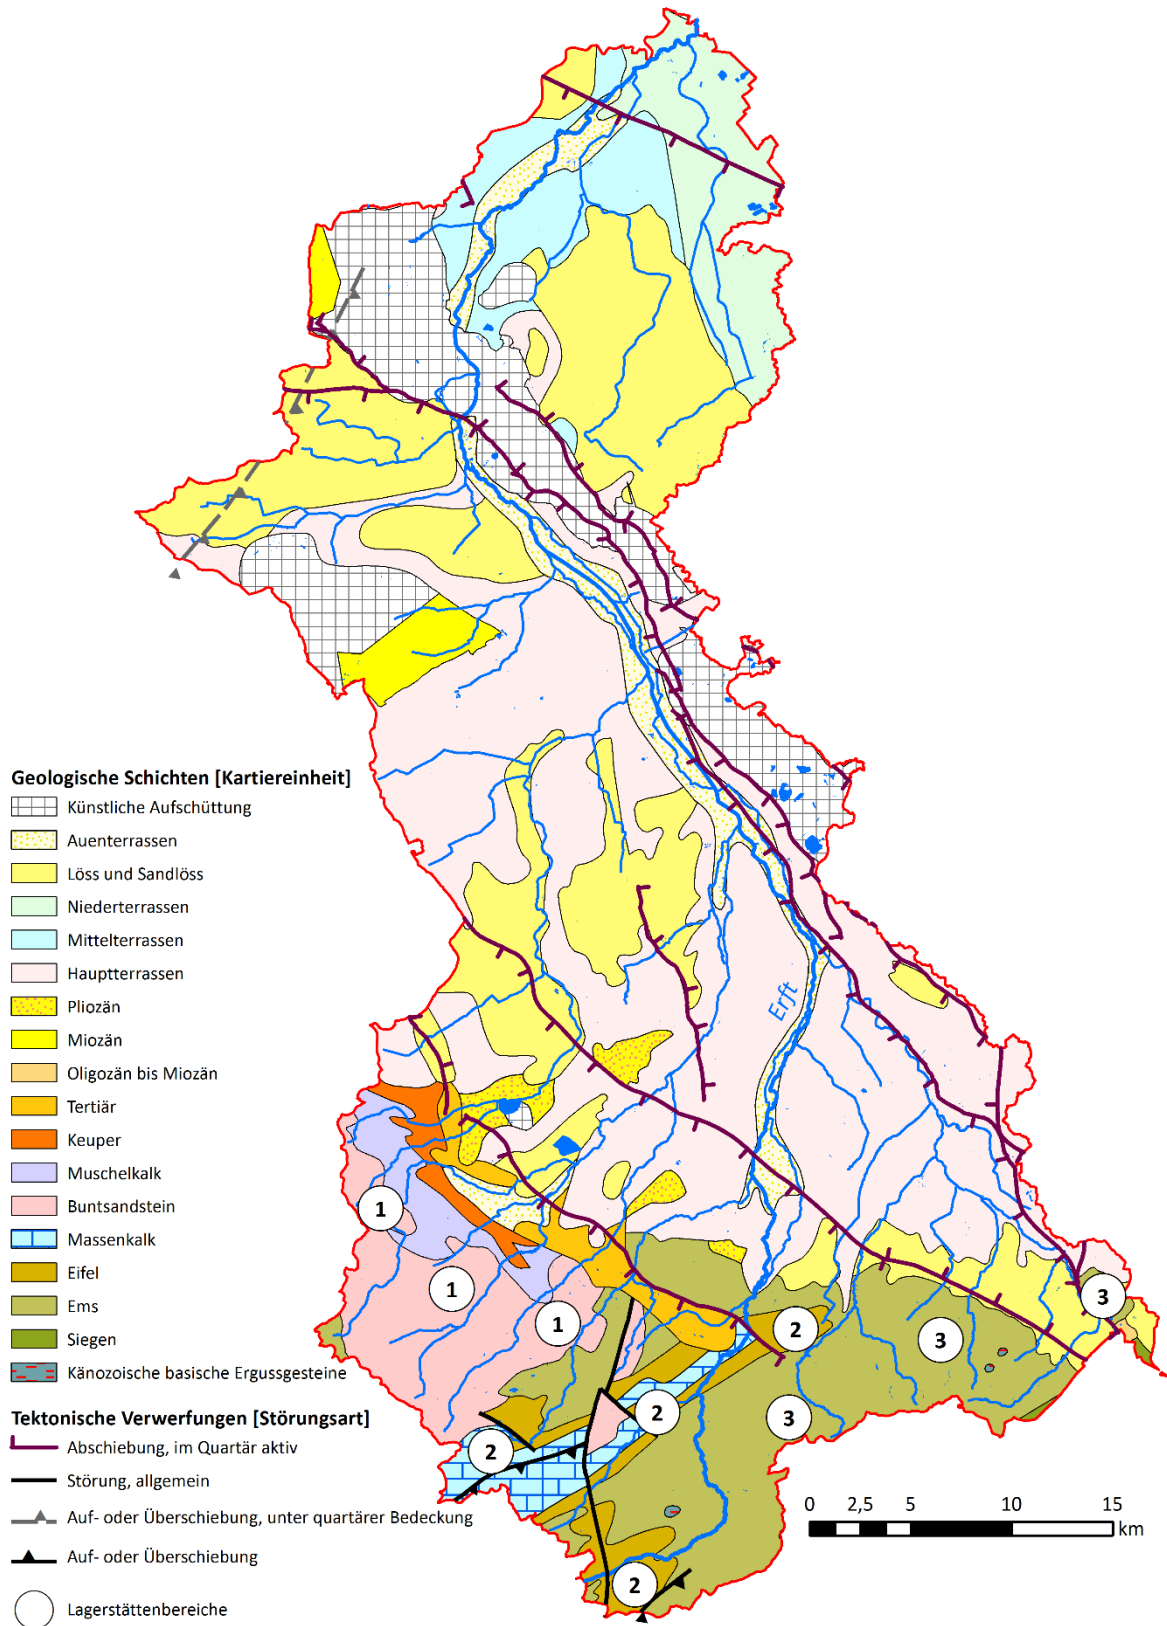 Geologische Schichten [Kartiereinheit]
Künstliche Aufschüttung
Auenterrassen
Löss und Sandlöss
Niederterrassen
Mittelterrassen
Hauptterrassen
Pliozän
Miozän
Oligozän bis Miozän
Tertiär
Keuper
Muschelkalk
Buntsandstein
Massenkalk
Eifel
Ems
Siegen
Känozoische basische Ergussgesteine
Tektonische Verwerfungen [Störungsart]
Abschiebung, im Quartär aktiv
Störung, allgemein
Auf- oder Überschiebung, unter quartärer Bedeckung
Auf- oder Überschiebung
Lagerstättenbereiche
Erft
1
1
1
2
2
2
2
3
3
3
0 2,5 5 10 15
km